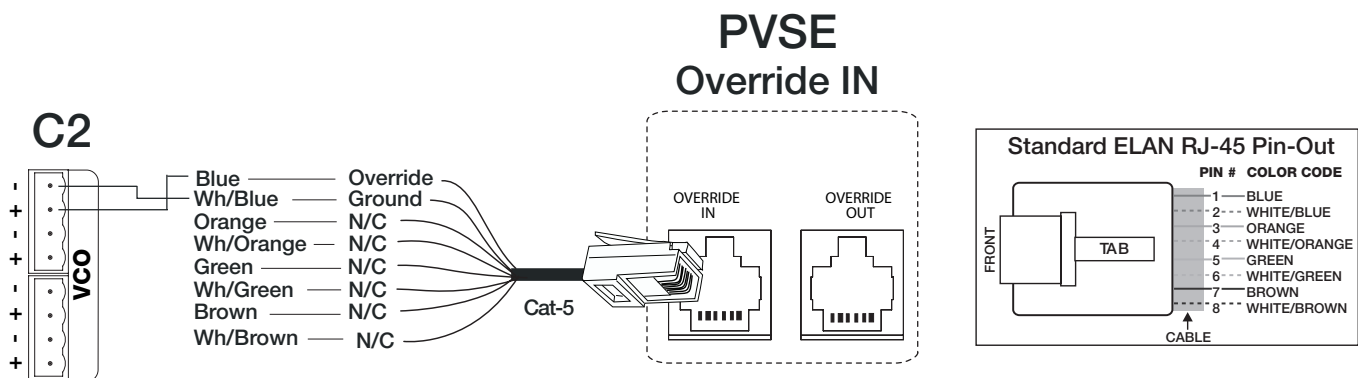 PVSE
Override IN
C2
-
+
-
+
-
+
-
+
VCO
Blue Override
Wh/Blue Ground
Orange N/C
Wh/Orange N/C
Green N/C
Wh/Green N/C
Brown N/C
Wh/Brown N/C
Cat-5
OVERRIDE
IN
OVERRIDE
OUT
Standard ELAN RJ-45 Pin-Out
PIN # COLOR CODE
1 BLUE
2 WHITE/BLUE
3 ORANGE
4 WHITE/ORANGE
5 GREEN
6 WHITE/GREEN
7 BROWN
8 WHITE/BROWN
FRONT
TAB
CABLE